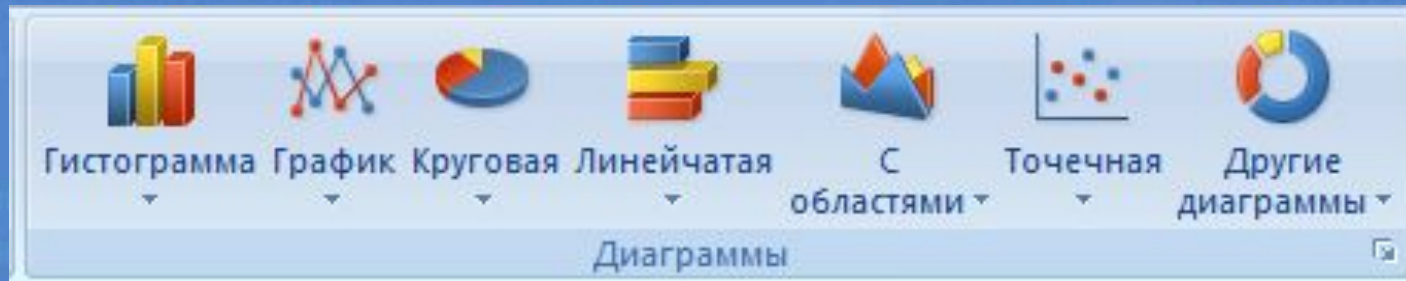 Гистограмма График Круговая Линейчатая С Точечная Другие
областями диаграммы
Диаграммы